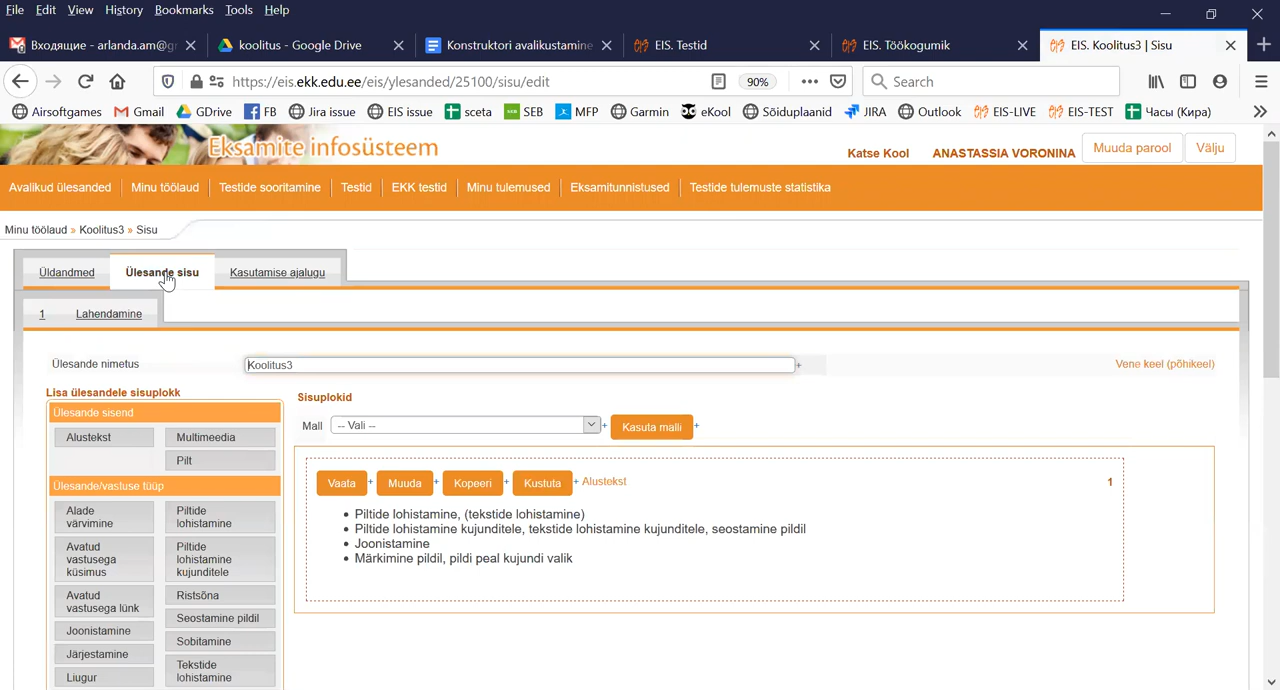 File Edit View History Bookmarks Tools Help
Входящие - arlanda.am@g
koolitus - Google Drive
Konstruktori avalikustamine
EIS. Testid
EIS. Töökogumik
EIS. Koolitus3 | Sisu
https://eis.ekk.edu.ee/eis/ylesanded/25100/sisu/edit
90%
Search
Airsoftgames Gmail GDrive FB Jira issue EIS issue sceta SEB MFP Garmin eKool Sõiduplaanid JIRA Outlook EIS-LIVE EIS-TEST Часы (Кира)
Eksamite infosüsteem
Katse Kool ANASTASSIA VORONINA Muuda parool Välju
Avalikud ülesanded Minu töölaud Testide sooritamine Testid EKK testid Minu tulemused Eksamitunnistused Testide tulemuste statistika
Minu töölaud » Koolitus3 » Sisu
Üldandmed Ülesande sisu Kasutamise ajalugu
1 Lahendamine
Ülesande nimetus Koolitus3 + Vene keel (põhikeel)
Lisa ülesandele sisuplokk
Ülesande sisend
Alustekst
Multimeedia
Pilt
Ülesande/vastuse tüüp
Alade
värvimine
Piltide
lohistamine
Avatud
vastusega
küsimus
Piltide
lohistamine
kujunditele
Avatud
vastusega lünk
Ristsõna
Seostamine pildil
Joonistamine
Sobitamine
Järjestamine
Tekstide
lohistamine
Liugur
Sisuplokid
Mall -- Vali -- + Kasuta malli +
Vaata + Muuda + Kopeeri + Kustuta + Alustekst 1
• Piltide lohistamine, (tekstide lohistamine)
• Piltide lohistamine kujunditele, tekstide lohistamine kujunditele, seostamine pildil
• Joonistamine
• Märkimine pildil, pildi peal kujundi valik